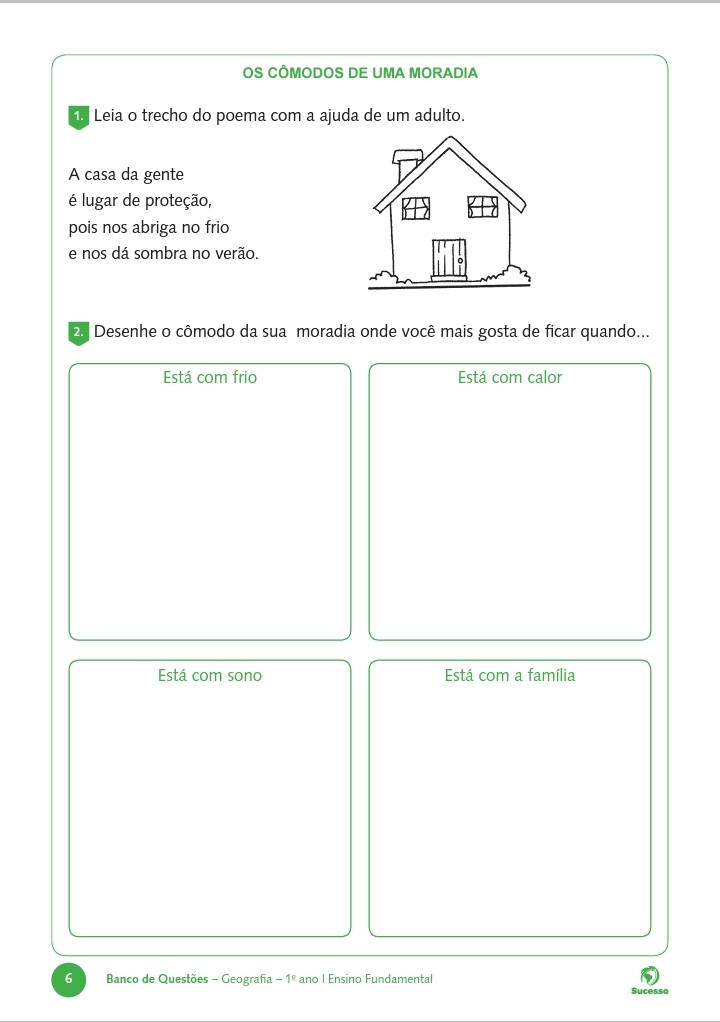 OS CÔMODOS DE UMA MORADIA
1. Leia o trecho do poema com a ajuda de um adulto.
A casa da gente
é lugar de proteção,
pois nos abriga no frio
e nos dá sombra no verão.
2. Desenhe o cômodo da sua moradia onde você mais gosta de ficar quando...
Está com frio
Está com calor
Está com sono
Está com a família
6 Banco de Questões – Geografia – 1º ano l Ensino Fundamental
Sucesso